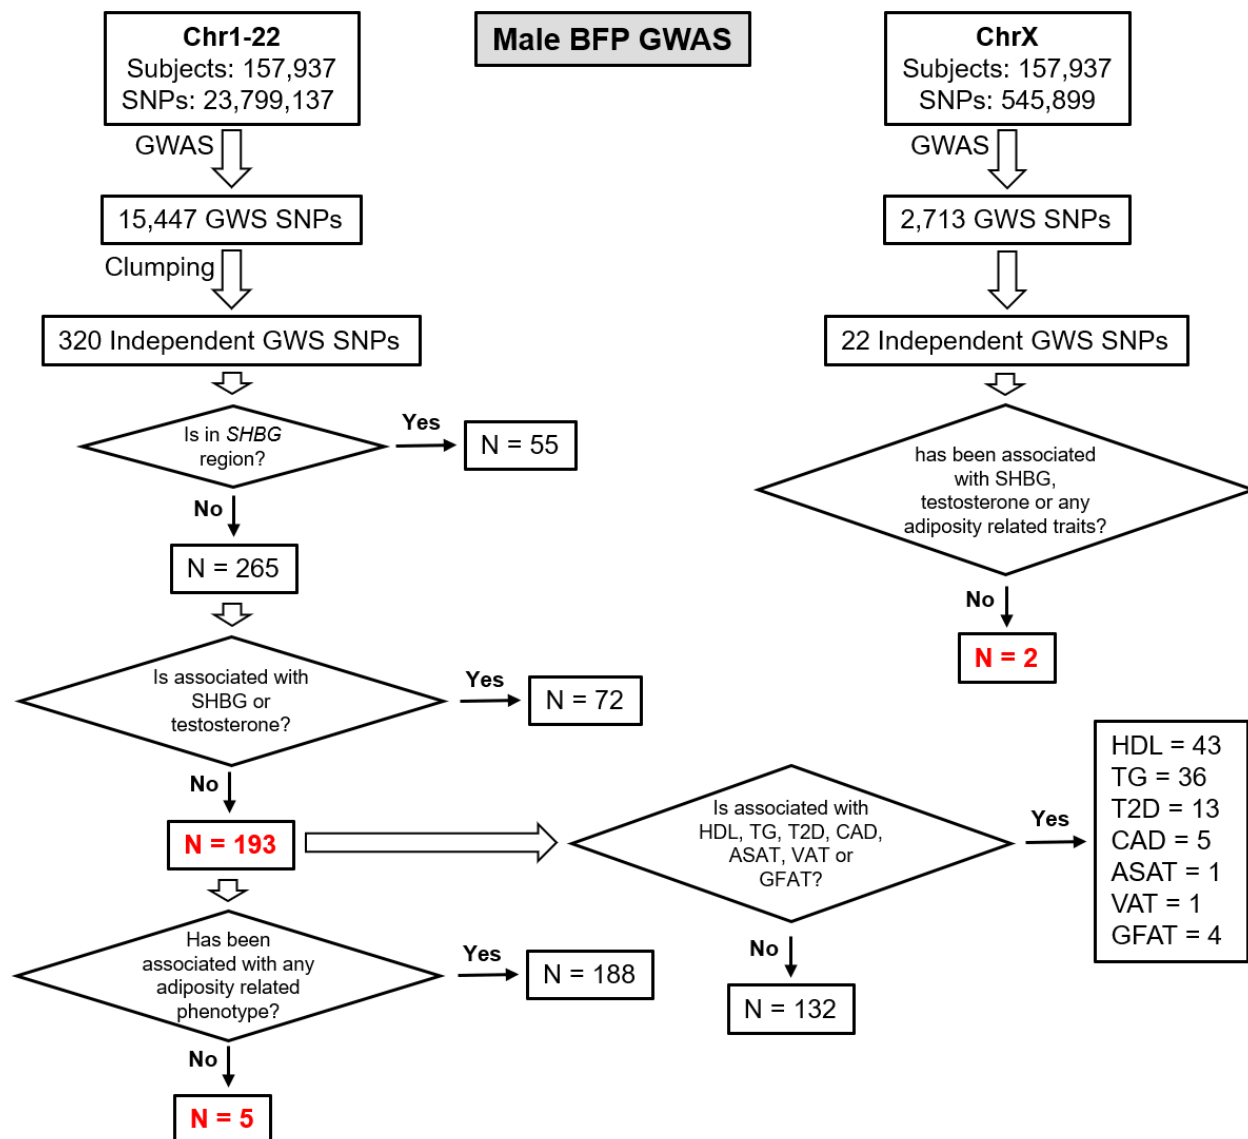 Male BFP GWAS
Chr1-22
Subjects: 157,937
SNPs: 23,799,137
GWAS
15,447 GWS SNPs
Clumping
320 Independent GWS SNPs
Is in SHBG
region?
Yes
N = 55
No
N = 265
Is associated with
SHBG or
testosterone?
Yes
N = 72
No
N = 193
Has been
associated with any
adiposity related
phenotype?
Yes
N = 188
No
N = 5
Is associated with
HDL, TG, T2D, CAD,
ASAT, VAT or
GFAT?
Yes
HDL = 43
TG = 36
T2D = 13
CAD = 5
ASAT = 1
VAT = 1
GFAT = 4
No
N = 132
ChrX
Subjects: 157,937
SNPs: 545,899
GWAS
2,713 GWS SNPs
22 Independent GWS SNPs
has been associated
with SHBG,
testosterone or any
adiposity related traits?
No
N = 2